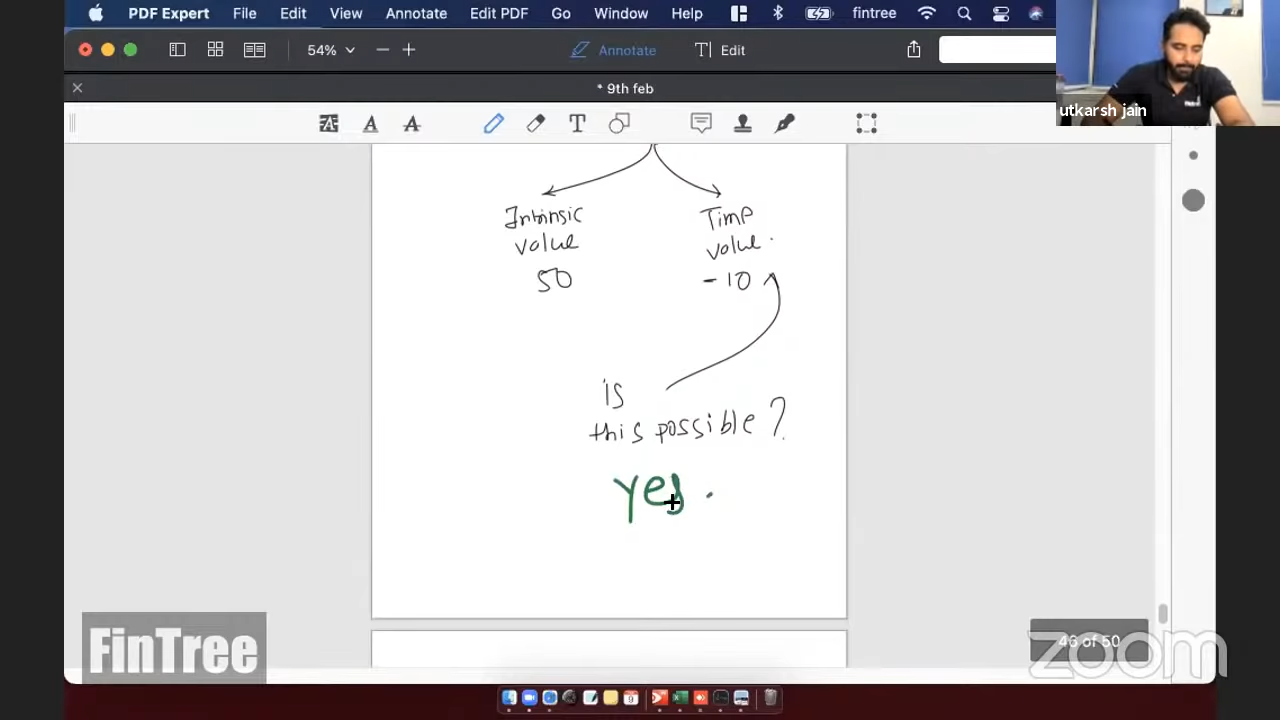 PDF Expert File Edit View Annotate Edit PDF Go Window Help fintree
54% Annotate Edit
* 9th feb
utkarsh jain
Intrinsic
value
50
Time
value.
-10
is
this possible?
yes.
FinTree
46 of 50
zoom